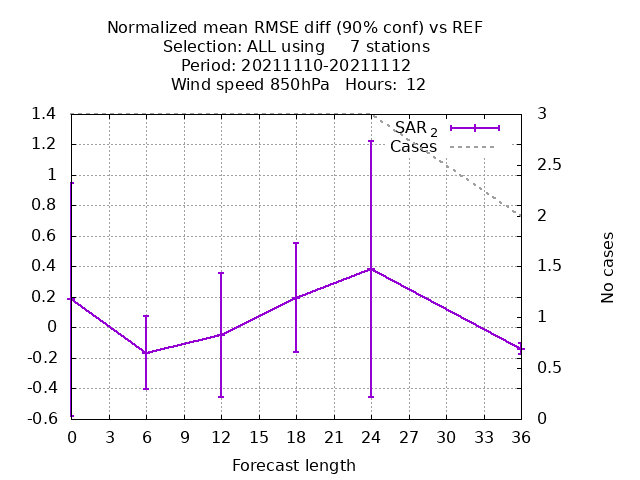 Normalized mean RMSE diff (90% conf) vs REF
Selection: ALL using     7 stations
Period: 20211110-20211112
Wind speed 850hPa   Hours:  12
1.4
1.2
1
0.8
0.6
0.4
0.2
0
-0.2
-0.4
-0.6
SAR 2
Cases
3
2.5
2
1.5
1
0.5
0
No cases
0 3 6 9 12 15 18 21 24 27 30 33 36
Forecast length